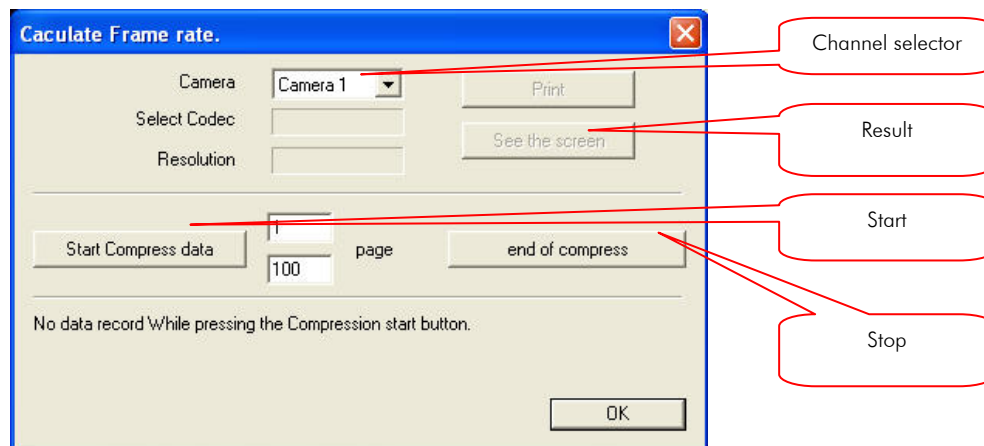 Caculate Frame rate.
Channel selector
Camera
Camera 1
Print
Select Codec
See the screen
Result
Resolution
Start
1
Start Compress data
page
end of compress
100
No data record While pressing the Compression start button.
Stop
OK